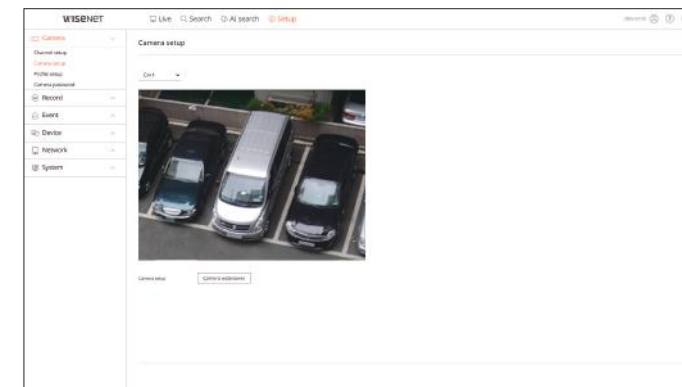 WISENET
Live Search AI search Setup
Camera
Channel setup
Camera setup
Profile setup
Camera password
Record
Event
Device
Network
System
Camera setup
CAM 1
Camera setup
Camera webviewer